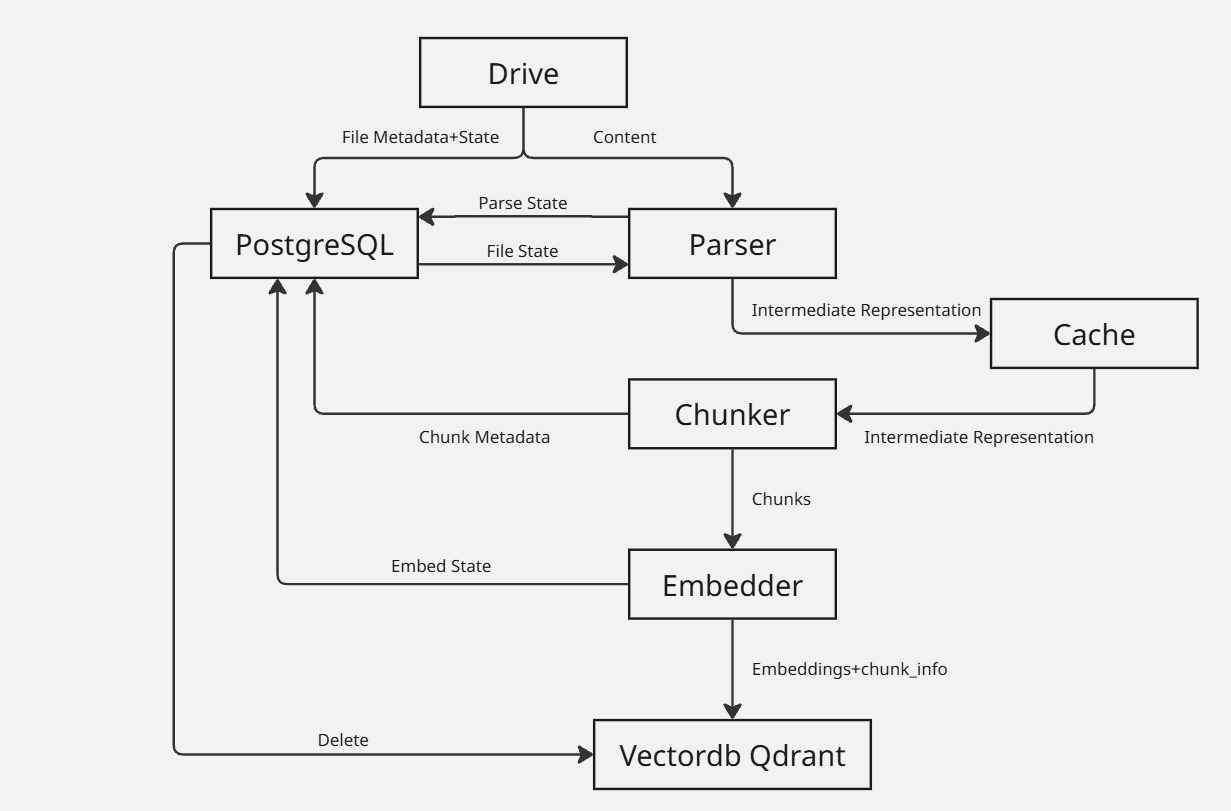 Drive
File Metadata+State
Content
Parse State
PostgreSQL
Parser
File State
Intermediate Representation
Cache
Chunker
Chunk Metadata
Intermediate Representation
Chunks
Embed State
Embedder
Embeddings+chunk_info
Delete
Vectordb Qdrant